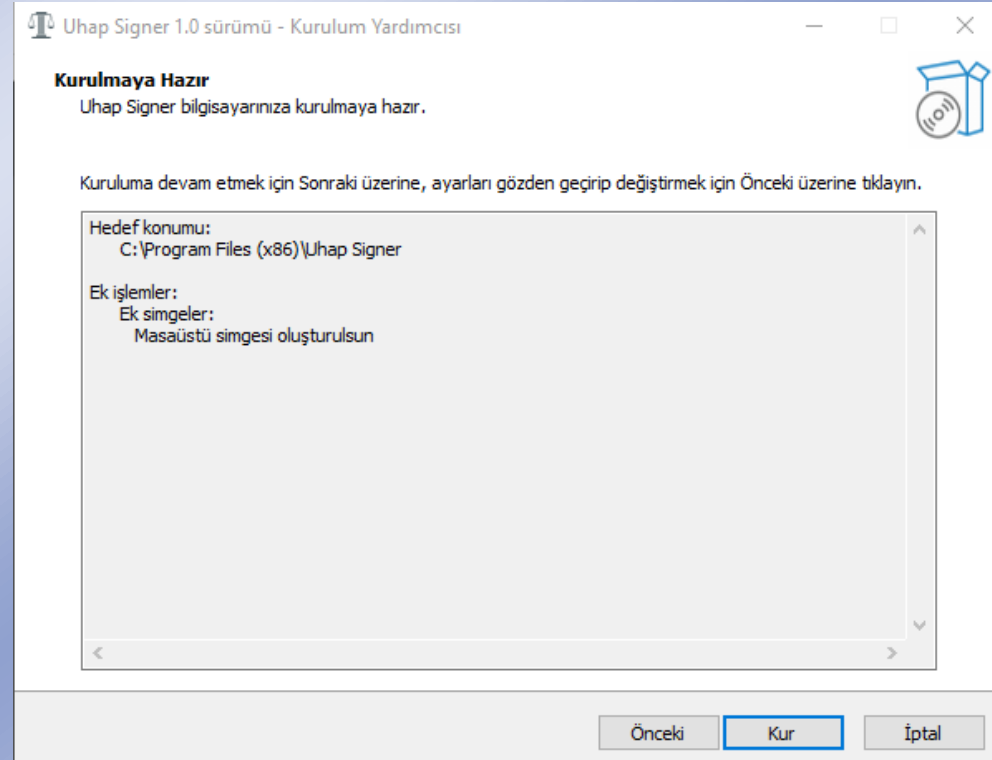 Uhap Signer 1.0 sürümü - Kurulum Yardımcısı
Kurulmaya Hazır
Uhap Signer bilgisayarınıza kurulmaya hazır.
Kuruluma devam etmek için Sonraki üzerine, ayarları gözden geçirip değiştirmek için Önceki üzerine tıklayın.
Hedef konumu:
C:\Program Files (x86)\Uhap Signer
Ek işlemler:
Ek simgeler:
Masaüstü simgesi oluşturulsun
Önceki
Kur
İptal